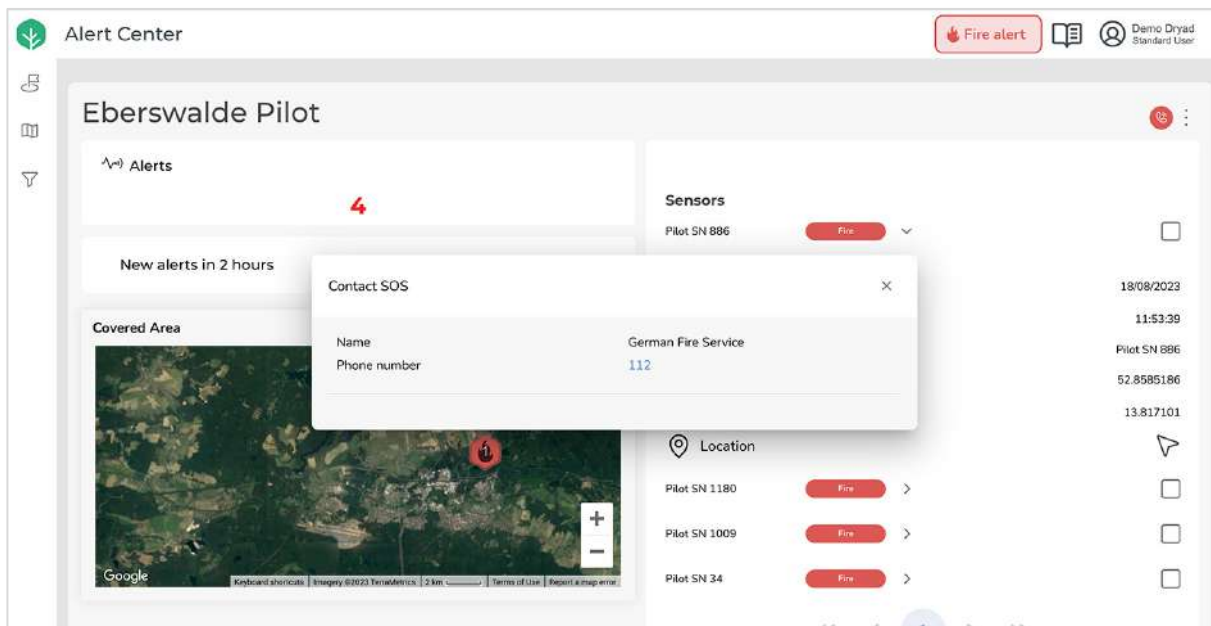 Alert Center
Fire alert
Demo Dryad
Standard User
Eberswalde Pilot
Alerts
4
New alerts in 2 hours
Covered Area
Contact SOS
Name German Fire Service
Phone number 112
Google
Keyboard shortcuts Imagery ©2023 TerraMetrics 2 km Terms of Use Report a map error
Sensors
Pilot SN 886 Fire
18/08/2023
11:53:39
Pilot SN 886
52.8585186
13.817101
Location
Pilot SN 1180 Fire
Pilot SN 1009 Fire
Pilot SN 34 Fire